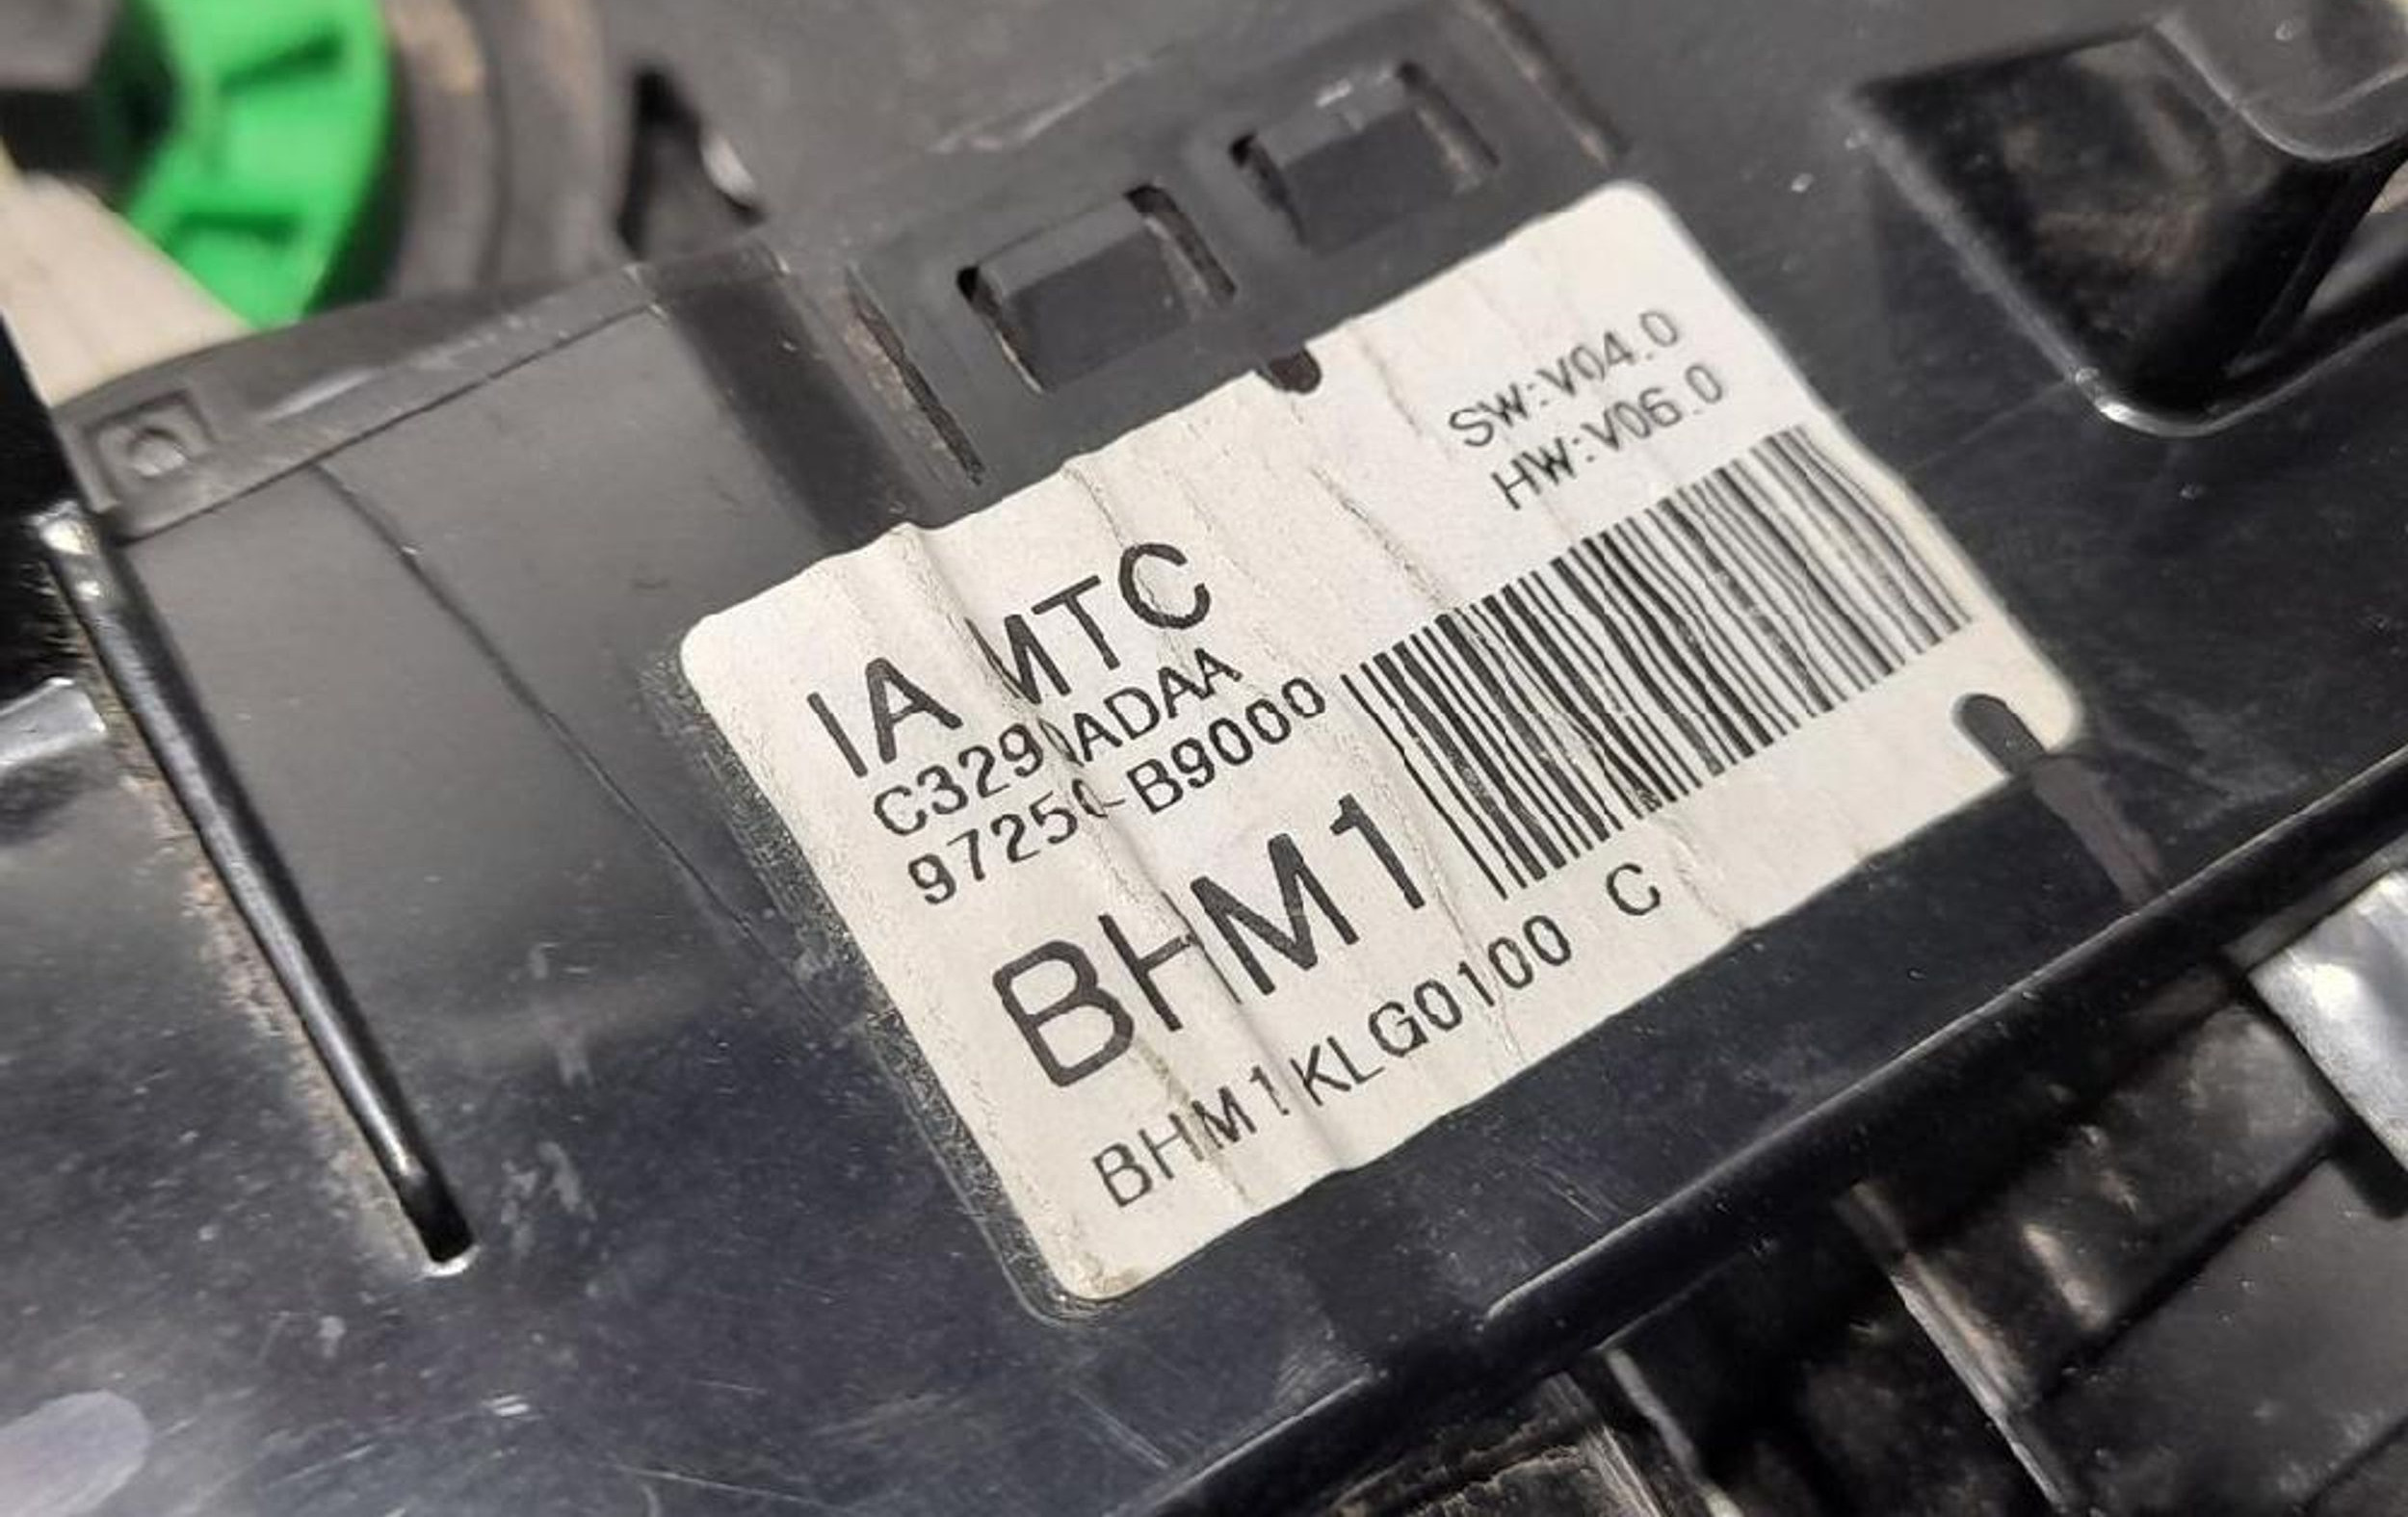 SW:V04.0
HW:V06.0
IA MTC
C3290ADAA
97250-B9000
BHM1
BHM1KLG0100 C